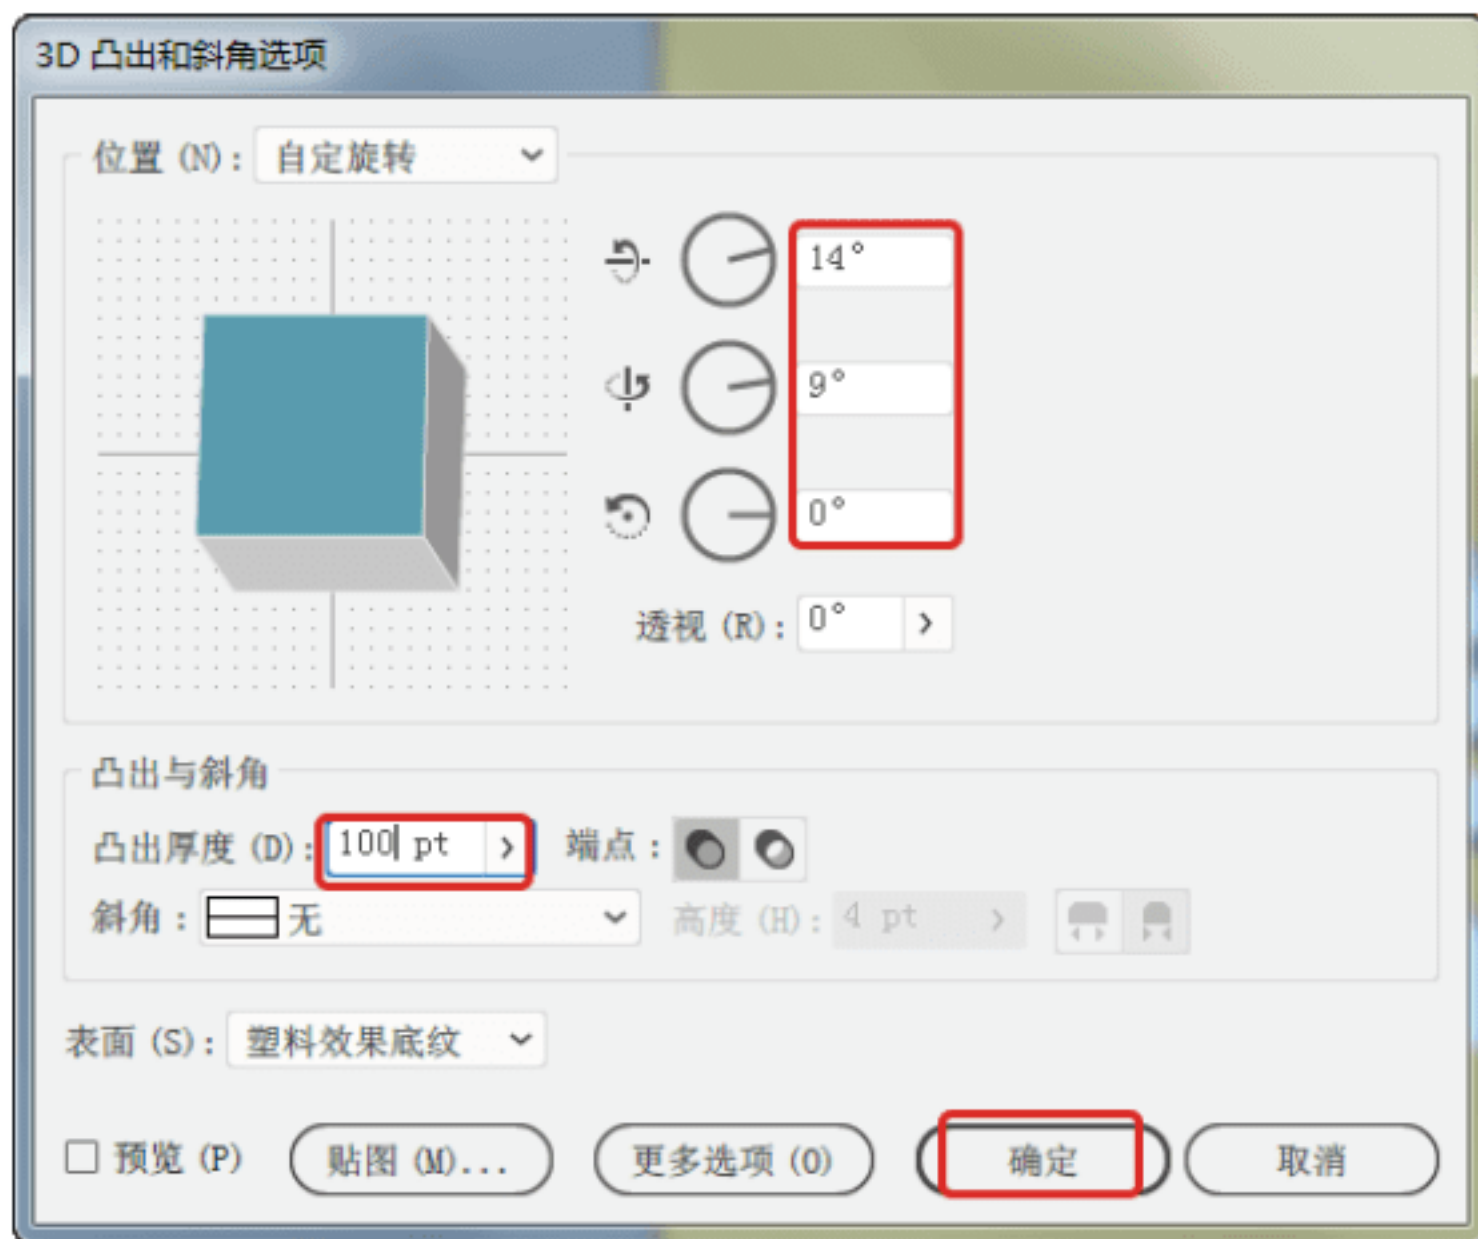 3D 凸出和斜角选项
位置 (N): 自定旋转
14°
9°
0°
透视 (R): 0°
凸出与斜角
凸出厚度 (D): 100 pt 端点:
斜角: 无 高度 (H): 4 pt
表面 (S): 塑料效果底纹
预览 (P) 贴图 (M)... 更多选项 (O) 确定 取消